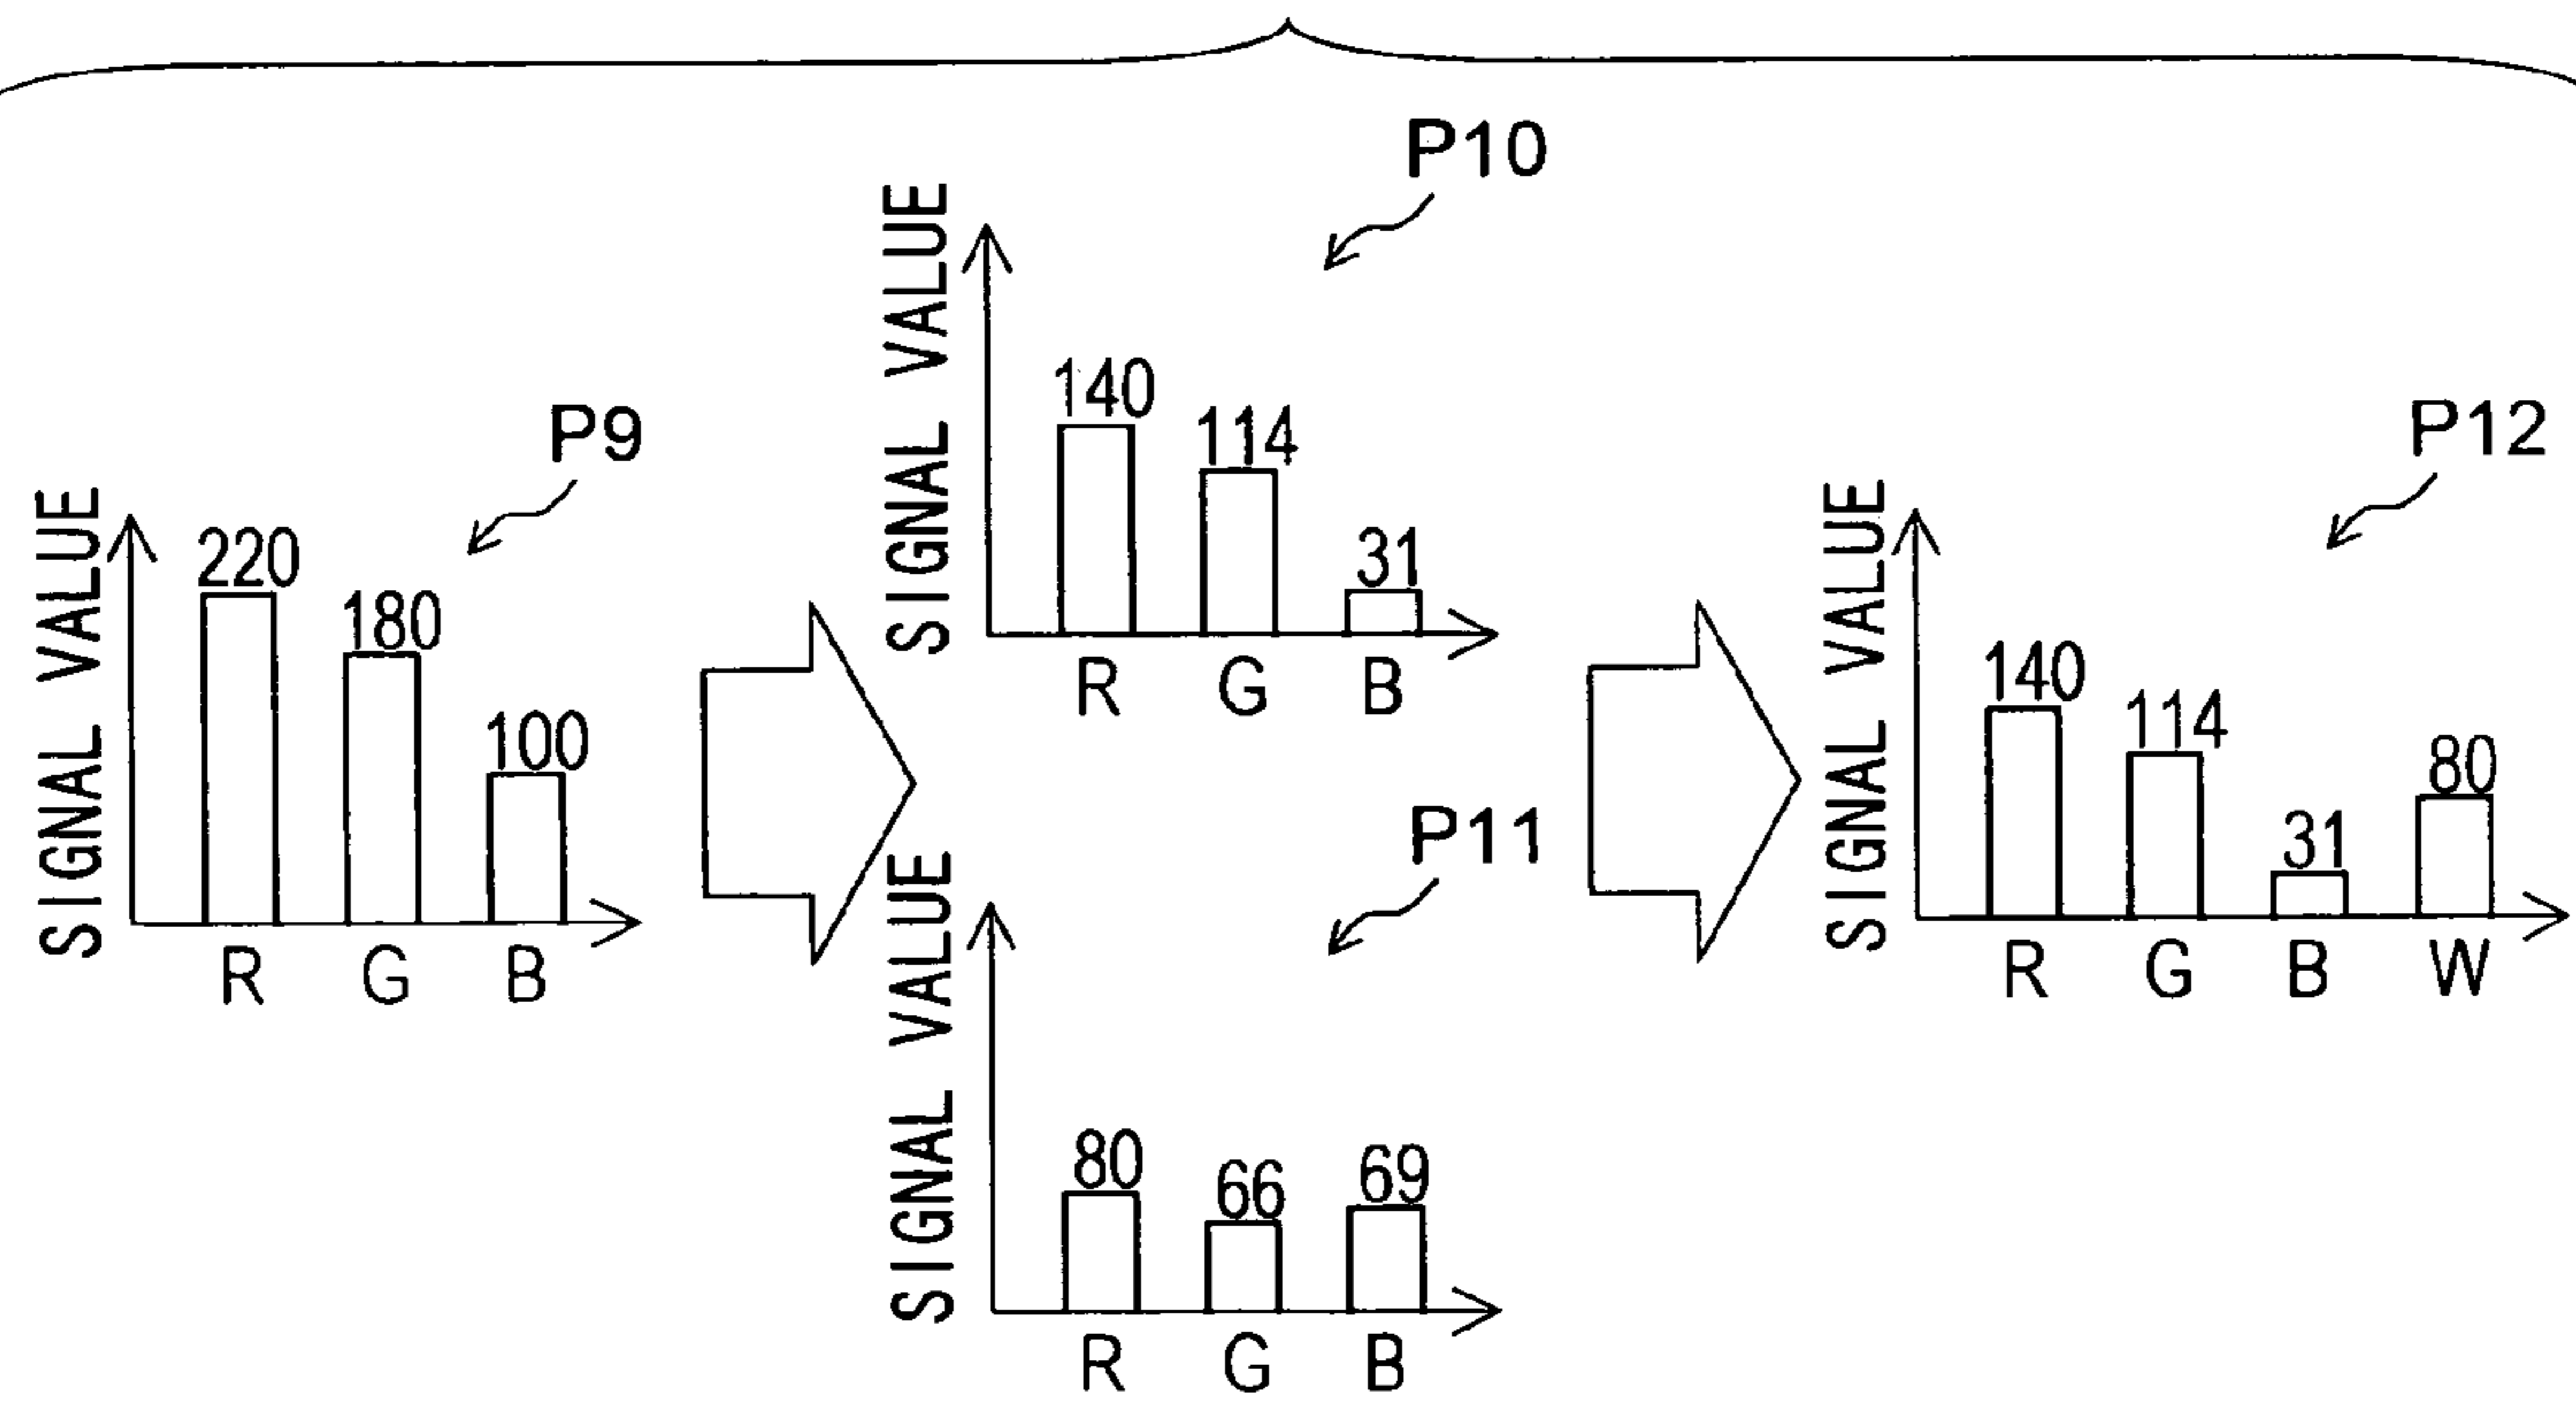 P9
SIGNAL VALUE
220
180
100
R G B
P10
SIGNAL VALUE
140
114
31
R G B
P11
SIGNAL VALUE
80
66
69
R G B
P12
SIGNAL VALUE
140
114
31
80
R G B W